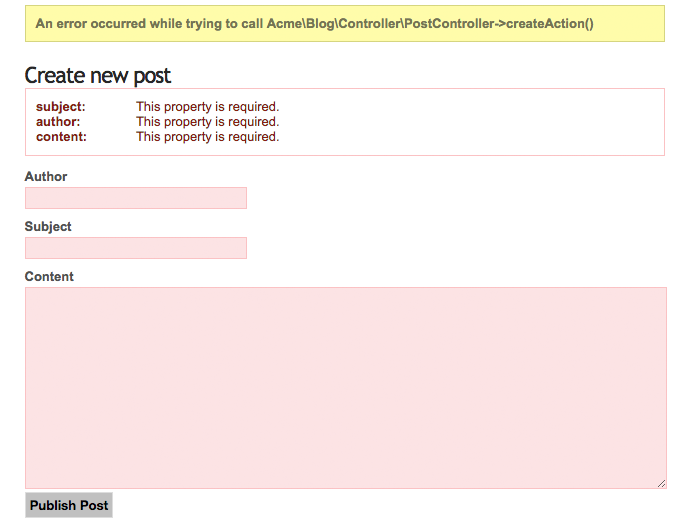 An error occurred while trying to call Acme\Blog\Controller\PostController->createAction()
Create new post
subject: This property is required.
author: This property is required.
content: This property is required.
Author
Subject
Content
Publish Post